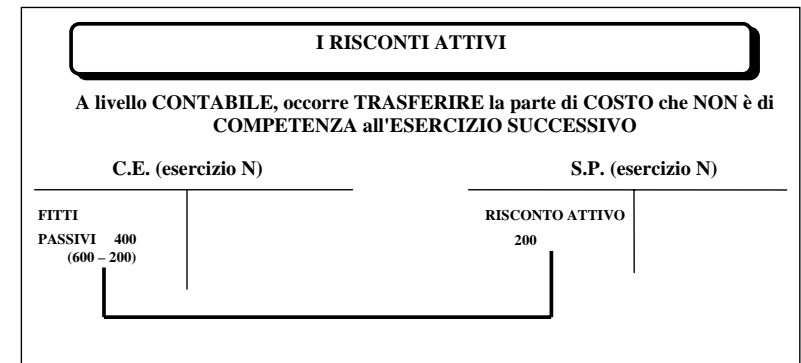 I RISCONTI ATTIVI
A livello CONTABILE, occorre TRASFERIRE la parte di COSTO che NON è di
COMPETENZA all'ESERCIZIO SUCCESSIVO
C.E. (esercizio N)
S.P. (esercizio N)
FITTI
PASSIVI 400
(600 – 200)
RISCONTO ATTIVO
200